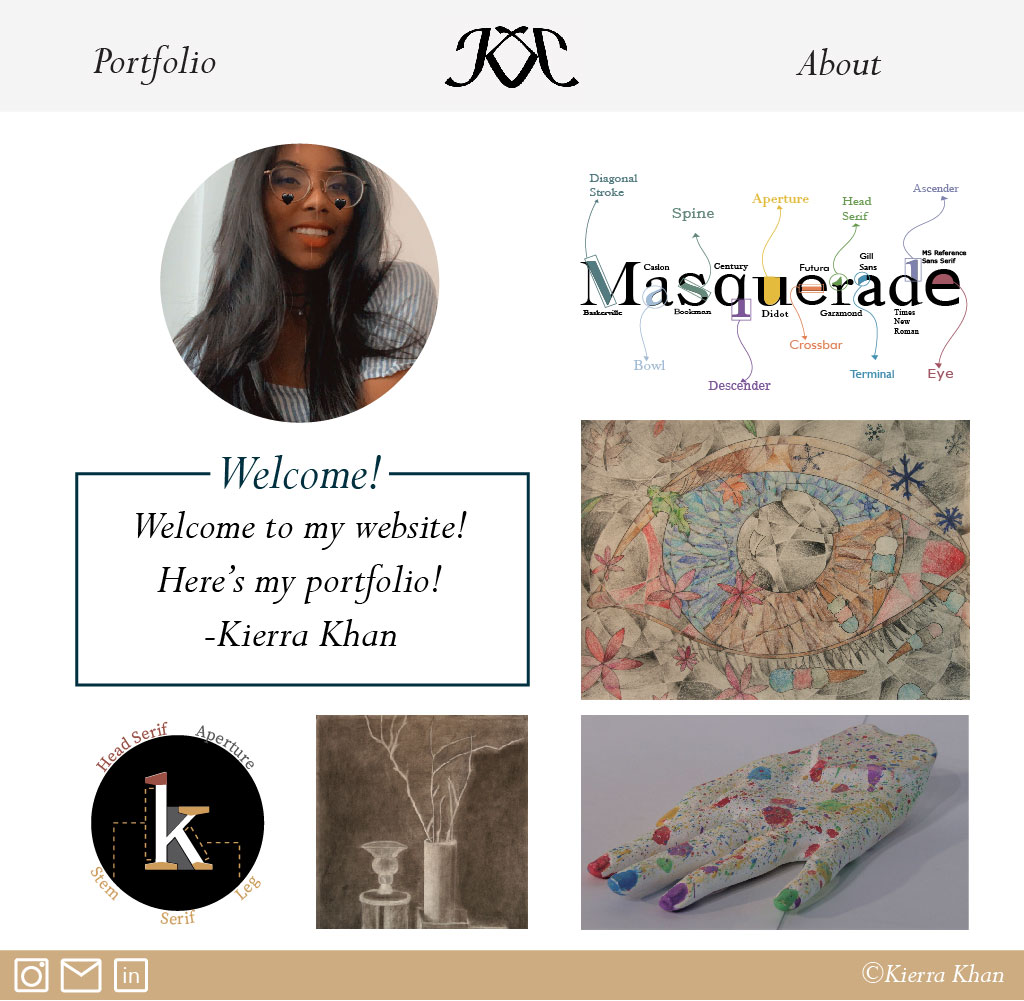 Portfolio
KK
About
Diagonal
Stroke
Spine
Aperture
Head
Serif
Ascender
Caslon
Century
Futura
Gill
Sans
MS Reference
Sans Serif
Masquerade
Baskerville
Bookman
Didot
Garamond
Times
New
Roman
Bowl
Descender
Crossbar
Terminal
Eye
Welcome!
Welcome to my website!
Here's my portfolio!
-Kierra Khan
Head Serif
Aperture
k
Stem
Serif
Leg
in
©Kierra Khan